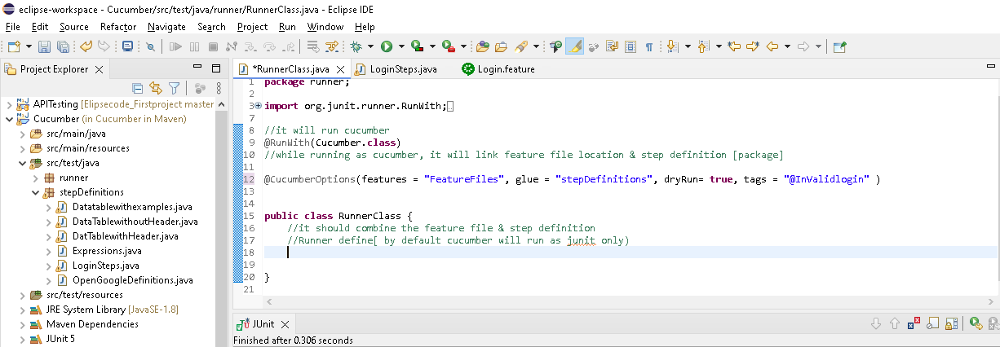 eclipse-workspace - Cucumber/src/test/java/runner/RunnerClass.java - Eclipse IDE
File Edit Source Refactor Navigate Search Project Run Window Help
Project Explorer
*RunnerClass.java LoginSteps.java Login.feature
APITesting [Elipsecode_Firstproject master
Cucumber (in Cucumber in Maven)
src/main/java
src/main/resources
src/test/java
runner
stepDefinitions
Datatablewithexamples.java
DataTablewithoutHeader.java
DatTablewithHeader.java
Expressions.java
LoginSteps.java
OpenGoogleDefinitions.java
src/test/resources
JRE System Library [JavaSE-1.8]
Maven Dependencies
JUnit 5
1 package runner;
2
3 import org.junit.runner.RunWith;
7
8 //it will run cucumber
9 @RunWith(Cucumber.class)
10 //while running as cucumber, it will link feature file location & step definition [package]
11
12 @CucumberOptions(features = "FeatureFiles", glue = "stepDefinitions", dryRun= true, tags = "@InValidlogin" )
13
14
15 public class RunnerClass {
16 //it should combine the feature file & step definition
17 //Runner define[ by default cucumber will run as junit only)
18
19
20 }
21
JUnit
Finished after 0.306 seconds